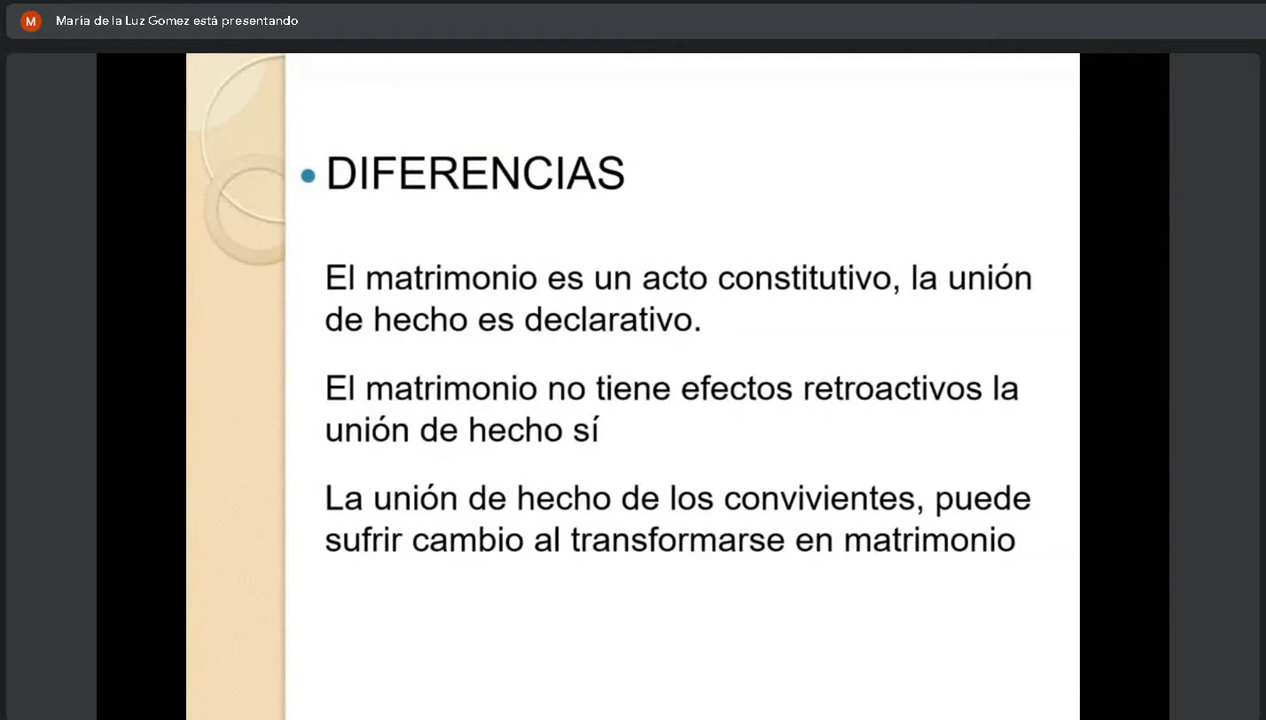 M
Maria de la Luz Gomez está presentando
• DIFERENCIAS
El matrimonio es un acto constitutivo, la unión
de hecho es declarativo.
El matrimonio no tiene efectos retroactivos la
unión de hecho sí
La unión de hecho de los convivientes, puede
sufrir cambio al transformarse en matrimonio